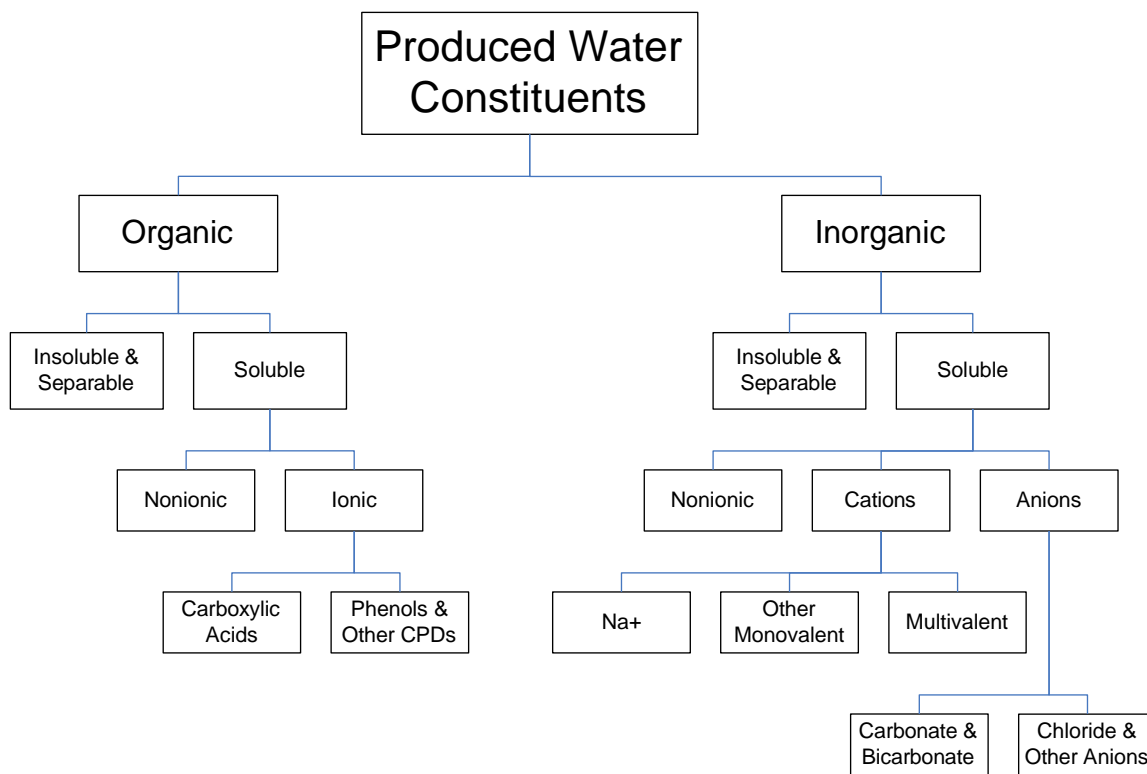 Produced Water
Constituents
Organic
Inorganic
Insoluble &
Separable
Soluble
Insoluble &
Separable
Soluble
Nonionic
Ionic
Nonionic
Cations
Anions
Carboxylic
Acids
Phenols &
Other CPDs
Na+
Other
Monovalent
Multivalent
Carbonate &
Bicarbonate
Chloride &
Other Anions